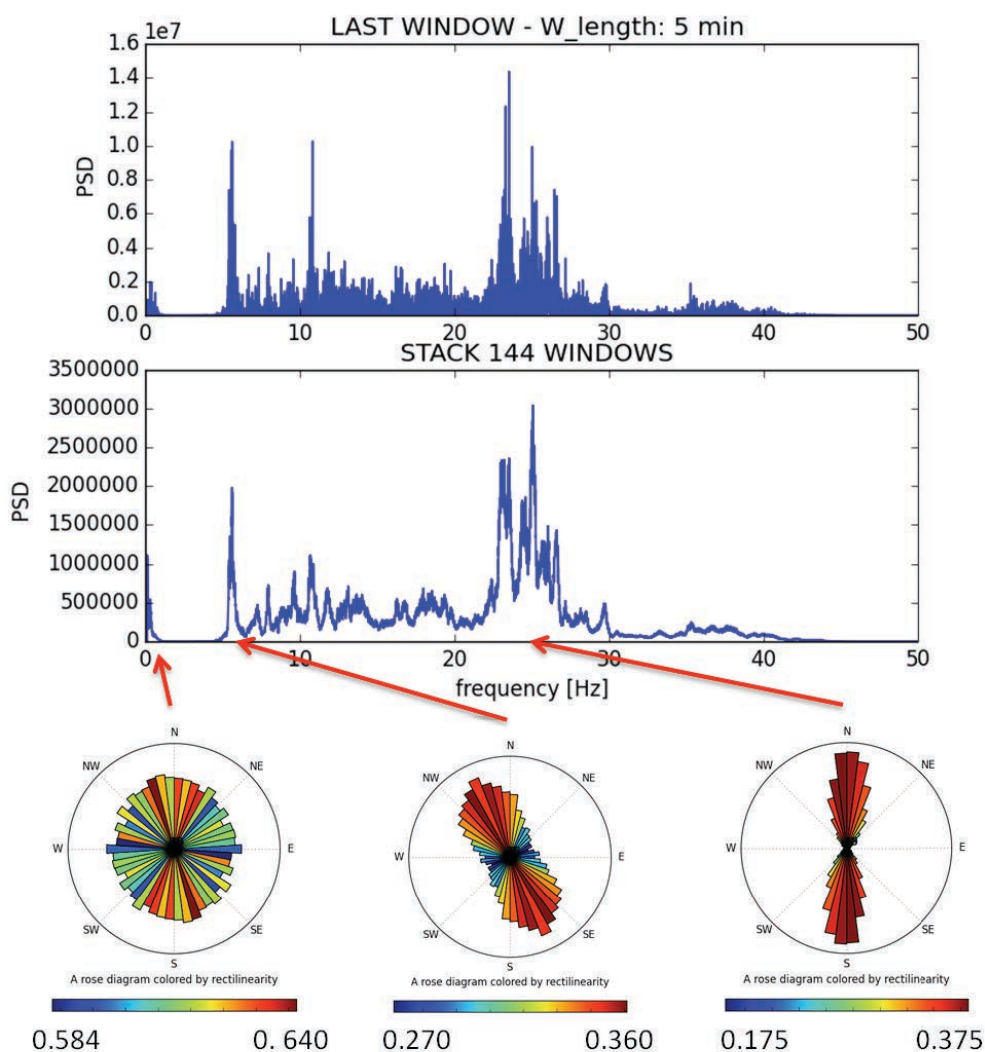 LAST WINDOW - W_length: 5 min
1e7
1.6
1.4
1.2
1.0
0.8
0.6
0.4
0.2
0.0
PSD
0 10 20 30 40 50
STACK 144 WINDOWS
3500000
3000000
2500000
2000000
1500000
1000000
500000
0
PSD
0 10 20 30 40 50
frequency [Hz]
N
NW NE
W E
SW SE
S
A rose diagram colored by rectilinearity
0.584 0. 640
N
NW NE
W E
SW SE
S
A rose diagram colored by rectilinearity
0.270 0.360
N
NW NE
W E
SW SE
S
A rose diagram colored by rectilinearity
0.175 0.375